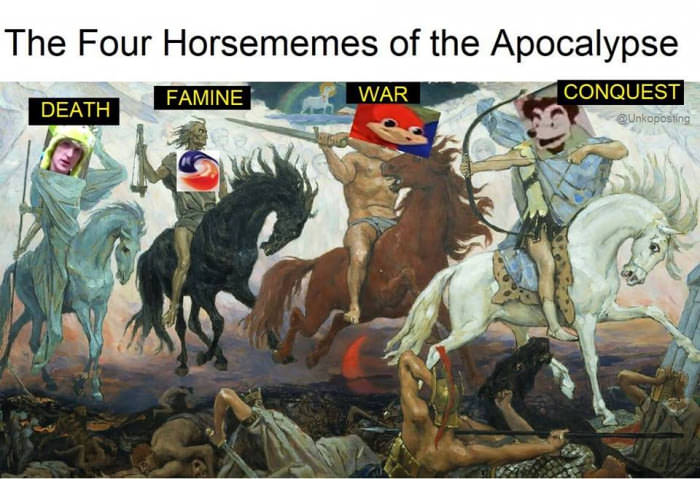 The Four Horsememes of the Apocalypse
DEATH
FAMINE
WAR
CONQUEST
@Unkoposting